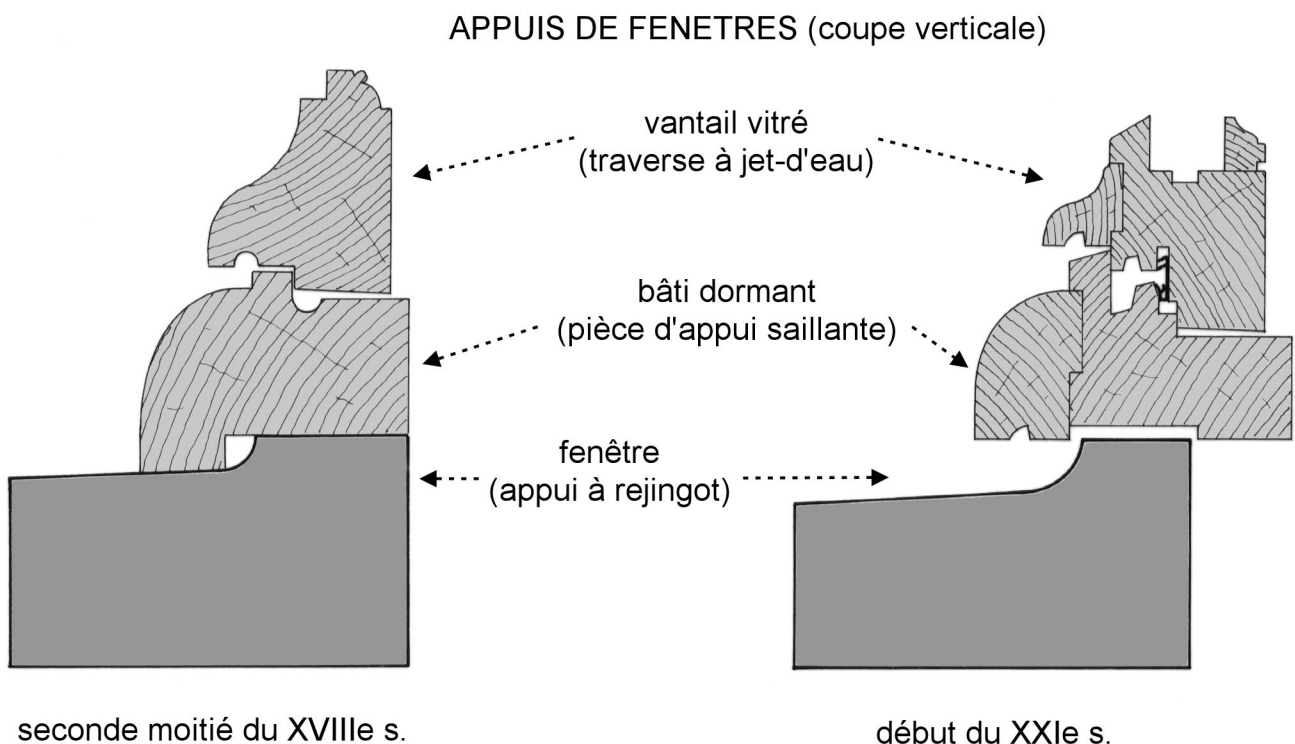 APPUIS DE FENETRES (coupe verticale)
vantail vitré
(traverse à jet-d'eau)
bâti dormant
(pièce d'appui saillante)
fenêtre
(appui à rejingot)
seconde moitié du XVIIIe s.
début du XXIe s.